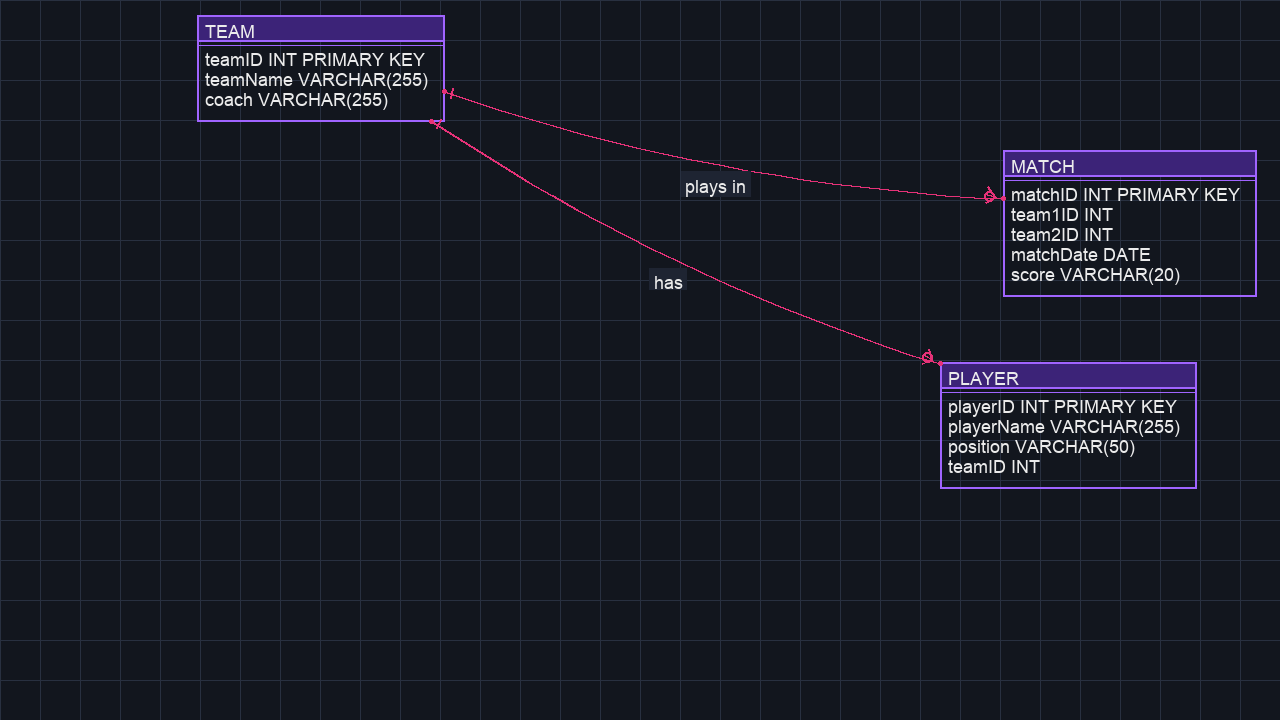 TEAM
teamID INT PRIMARY KEY
teamName VARCHAR(255)
coach VARCHAR(255)
plays in
MATCH
matchID INT PRIMARY KEY
team1ID INT
team2ID INT
matchDate DATE
score VARCHAR(20)
has
PLAYER
playerID INT PRIMARY KEY
playerName VARCHAR(255)
position VARCHAR(50)
teamID INT